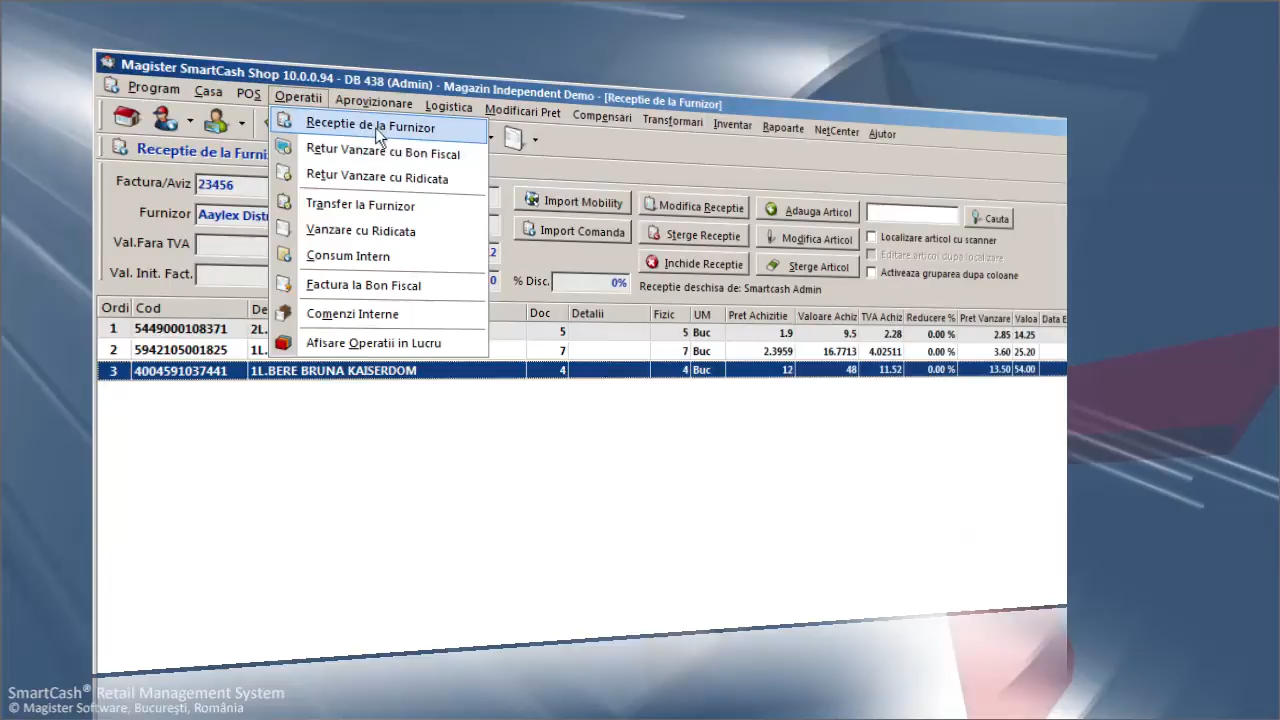 Magister SmartCash Shop 10.0.0.94 - DB 438 (Admin) - Magazin Independent Demo - [Receptie de la Furnizor]
Program Casa POS Operatii Aprovizionare Logistica Modificari Pret Compensari Transformari Inventar Rapoarte NetCenter Ajutor
Receptie de la Furnizor
Retur Vanzare cu Bon Fiscal
Retur Vanzare cu Ridicata
Transfer la Furnizor
Vanzare cu Ridicata
Consum Intern
Factura la Bon Fiscal
Comenzi Interne
Afisare Operatii in Lucru
Receptie de la Furni
Factura/Aviz 23456
Furnizor Aaylex Dist
Val.Fara TVA
Val. Init. Fact.
2
0
Import Mobility Modifica Receptie Adauga Articol Cauta
Import Comanda Sterge Receptie Modifica Articol
Inchide Receptie Sterge Articol
Localizare articol cu scanner
Editare articol dupa localizare
Activeaza gruparea dupa coloane
% Disc. 0% Receptie deschisa de: Smartcash Admin
Ordi Cod De Doc Detalii Fizic UM Pret Achizitie Valoare Achiz TVA Achiz Reducere % Pret Vanzare Valoa Data E
1 5449000108371 2L. 5 5 Buc 1.9 9.5 2.28 0.00 % 2.85 14.25
2 5942105001825 1L. 7 7 Buc 2.3959 16.7713 4.02511 0.00 % 3.60 25.20
3 4004591037441 1L.BERE BRUNA KAISERDOM 4 4 Buc 12 48 11.52 0.00 % 13.50 54.00
SmartCash® Retail Management System
© Magister Software, Bucureşti, România